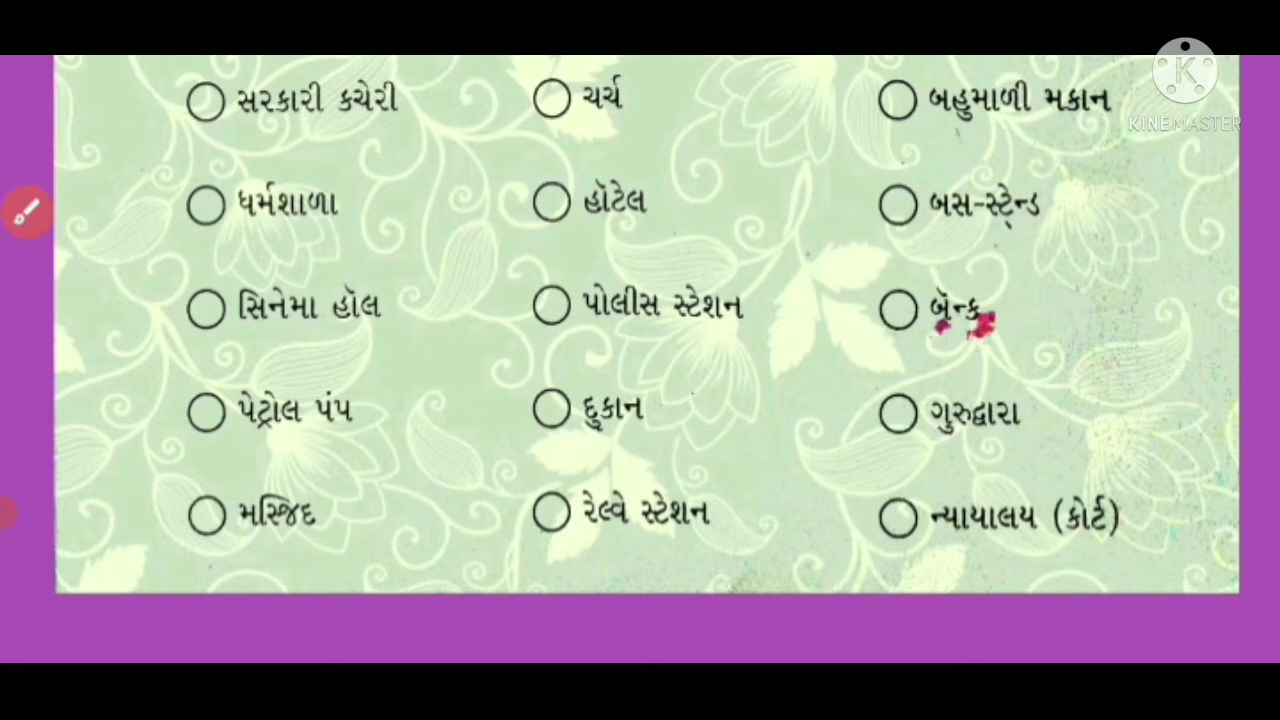 સરકારી કચેરી ચર્ચ બહુમાળી મકાન
KINEMASTER
ધર્મશાળા હૉટેલ બસ-સ્ટેન્ડ
સિનેમા હૉલ પોલીસ સ્ટેશન બૅન્ક
પેટ્રોલ પંપ દુકાન ગુરુદ્વારા
મસ્જિદ રેલ્વે સ્ટેશન ન્યાયાલય (કોર્ટ)